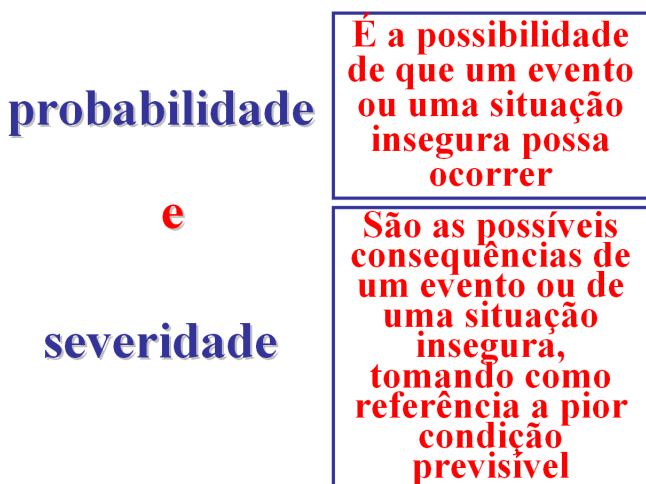 probabilidade
e
severidade
É a possibilidade
de que um evento
ou uma situação
insegura possa
ocorrer
São as possíveis
consequências de
um evento ou de
uma situação
insegura,
tomando como
referência a pior
condição
previsível